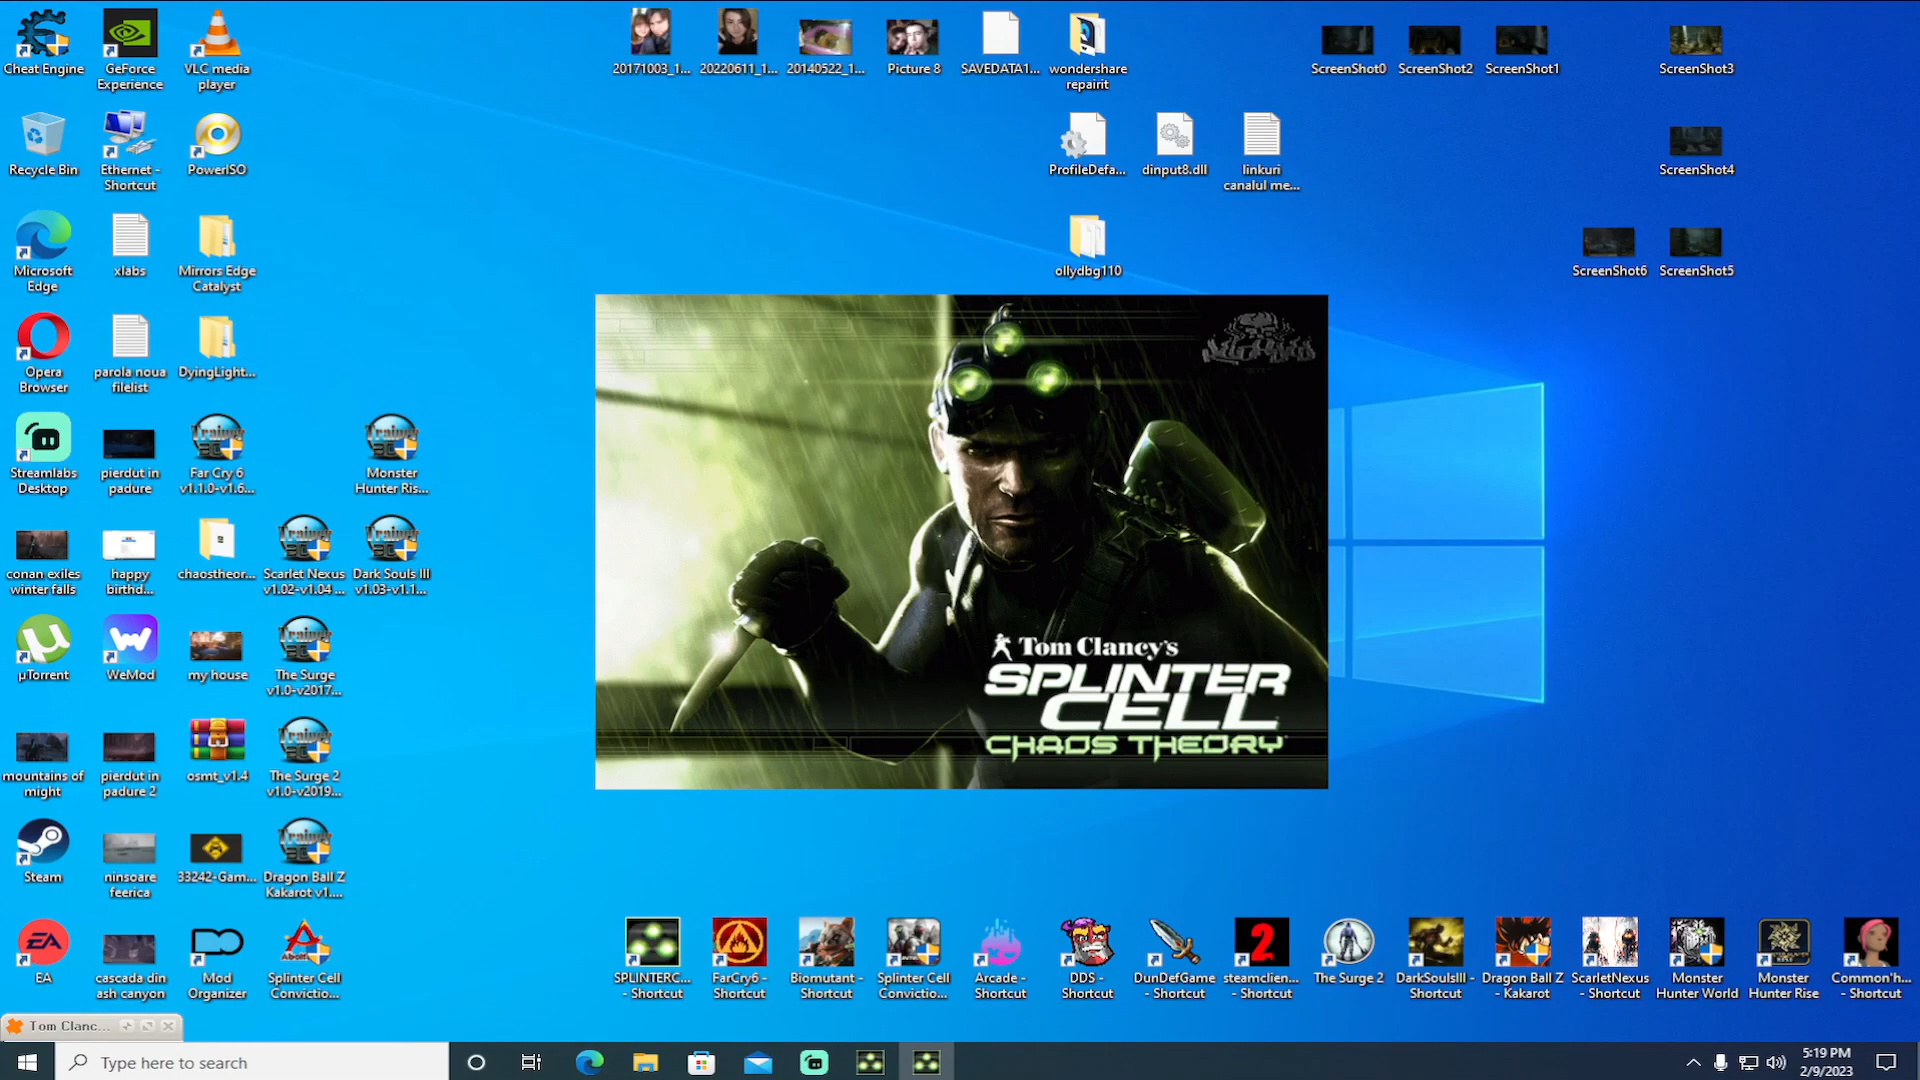 Cheat Engine
GeForce
Experience
VLC media
player
20171003_1...
20220611_1...
20140522_1...
Picture 8
SAVEDATA1...
wondershare
repairit
ScreenShot0
ScreenShot2
ScreenShot1
ScreenShot3
Recycle Bin
Ethernet -
Shortcut
PowerISO
ProfileDefa...
dinput8.dll
linkuri
canalul me...
ScreenShot4
Microsoft
Edge
xlabs
Mirrors Edge
Catalyst
ollydbg110
ScreenShot6
ScreenShot5
Opera
Browser
parola noua
filelist
DyingLight...
Streamlabs
Desktop
pierdut in
padure
Far Cry 6
v1.1.0-v1.6...
Monster
Hunter Ris...
conan exiles
winter falls
happy
birthd...
chaostheor...
Scarlet Nexus
v1.02-v1.04 ...
Dark Souls III
v1.03-v1.1...
µTorrent
WeMod
my house
The Surge
v1.0-v2017...
Tom Clancy's
SPLINTER
CELL
CHAOS THEORY
mountains of
might
pierdut in
padure 2
osmt_v1.4
The Surge 2
v1.0-v2019...
Steam
ninsoare
feerica
33242-Gam...
Dragon Ball Z
Kakarot v1....
EA
cascada din
ash canyon
Mod
Organizer
Splinter Cell
Convictio...
SPLINTERC...
- Shortcut
FarCry6 -
Shortcut
Biomutant -
Shortcut
Splinter Cell
Convictio...
Arcade -
Shortcut
DDS -
Shortcut
DunDefGame
- Shortcut
steamclien...
- Shortcut
The Surge 2
DarkSoulsIII -
Shortcut
Dragon Ball Z
- Kakarot
ScarletNexus
- Shortcut
Monster
Hunter World
Monster
Hunter Rise
Common'h...
- Shortcut
Tom Clanc...
Type here to search
5:19 PM
2/9/2023